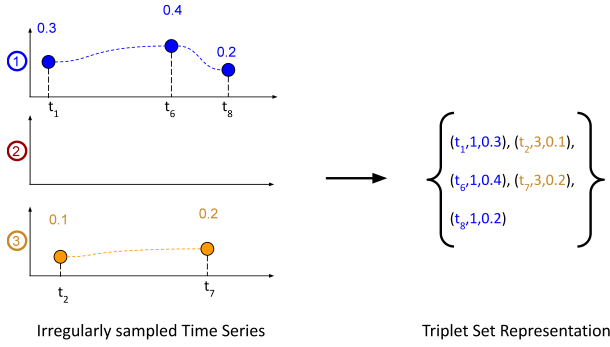 0.3
0.4
0.2
1
t1
t6
t8
2
3
0.1
0.2
t2
t7
(t1,1,0.3), (t2,3,0.1),
(t6,1,0.4), (t7,3,0.2),
(t8,1,0.2)
Irregularly sampled Time Series
Triplet Set Representation